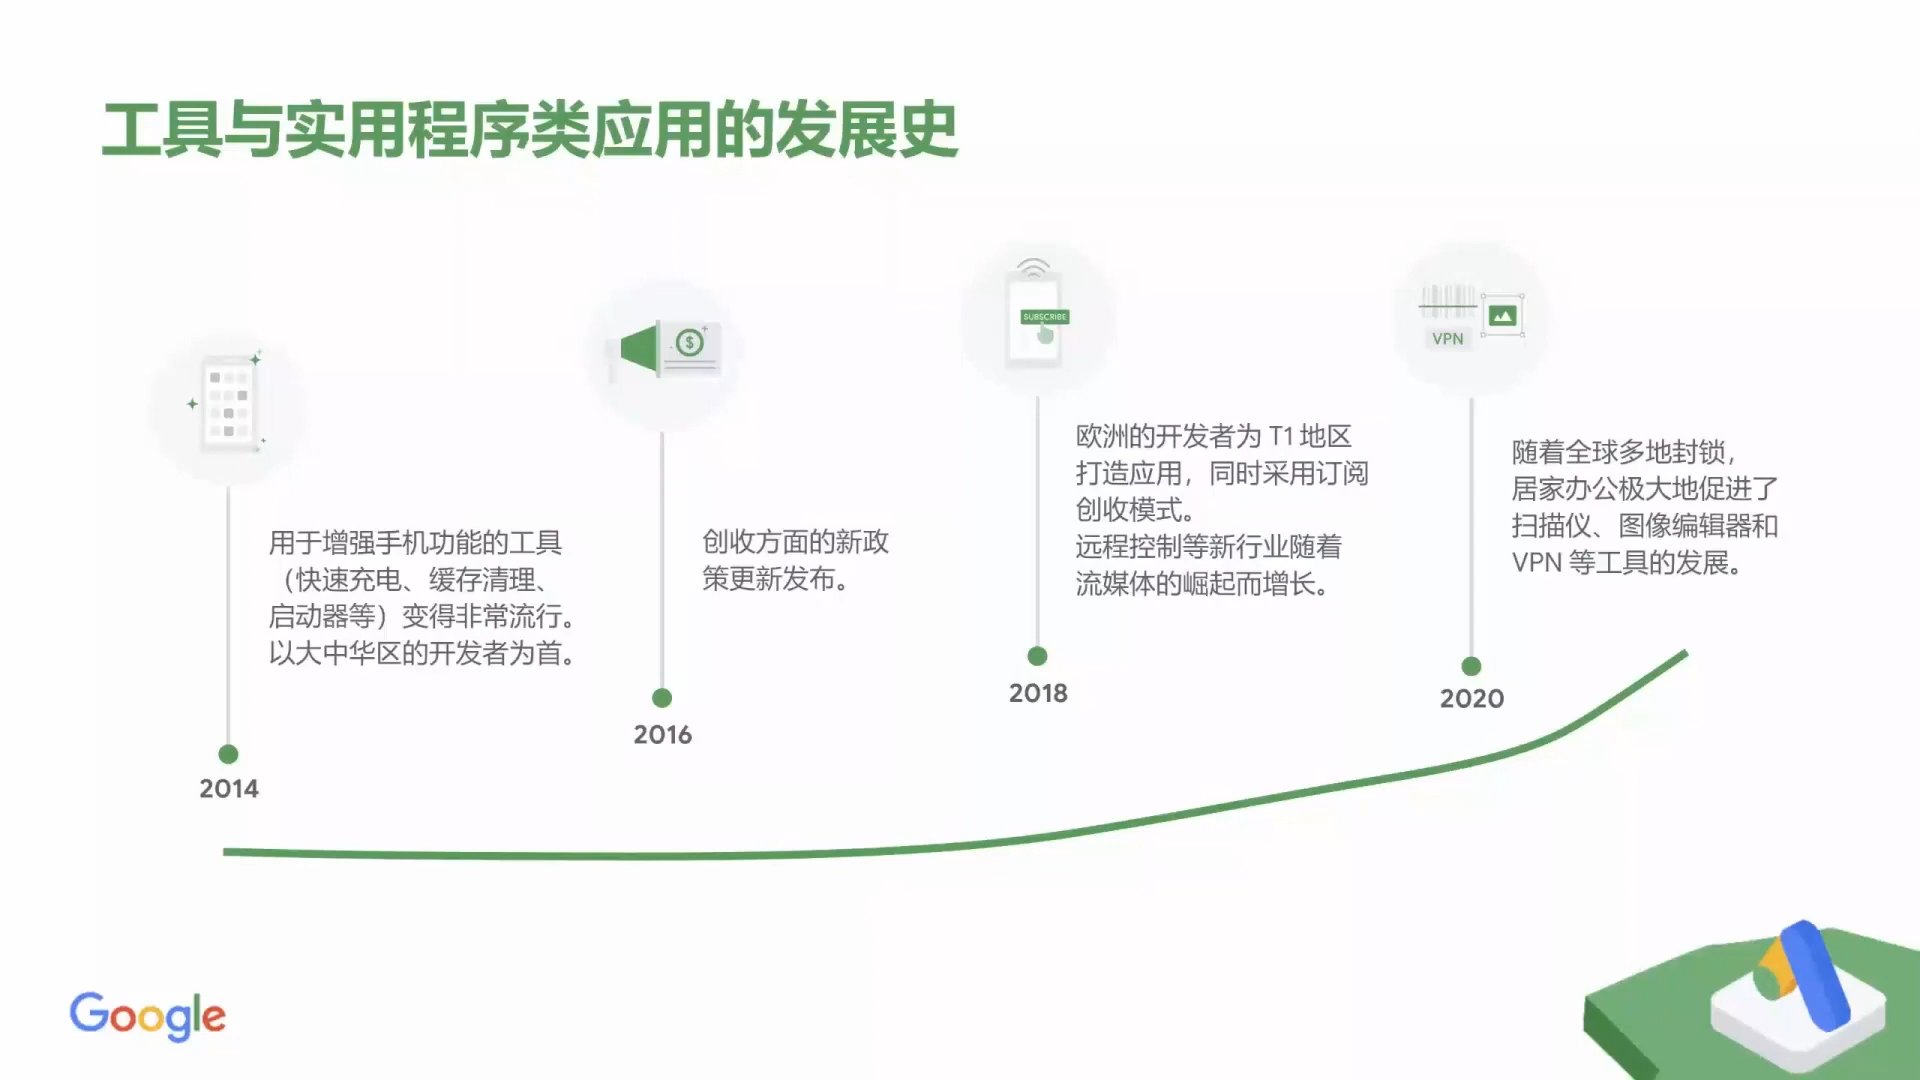 工具与实用程序类应用的发展史
用于增强手机功能的工具
（快速充电、缓存清理、
启动器等）变得非常流行。
以大中华区的开发者为首。
2014
$
创收方面的新政
策更新发布。
2016
SUBSCRIBE
欧洲的开发者为 T1 地区
打造应用，同时采用订阅
创收模式。
远程控制等新行业随着
流媒体的崛起而增长。
2018
VPN
随着全球多地封锁，
居家办公极大地促进了
扫描仪、图像编辑器和
VPN 等工具的发展。
2020
Google